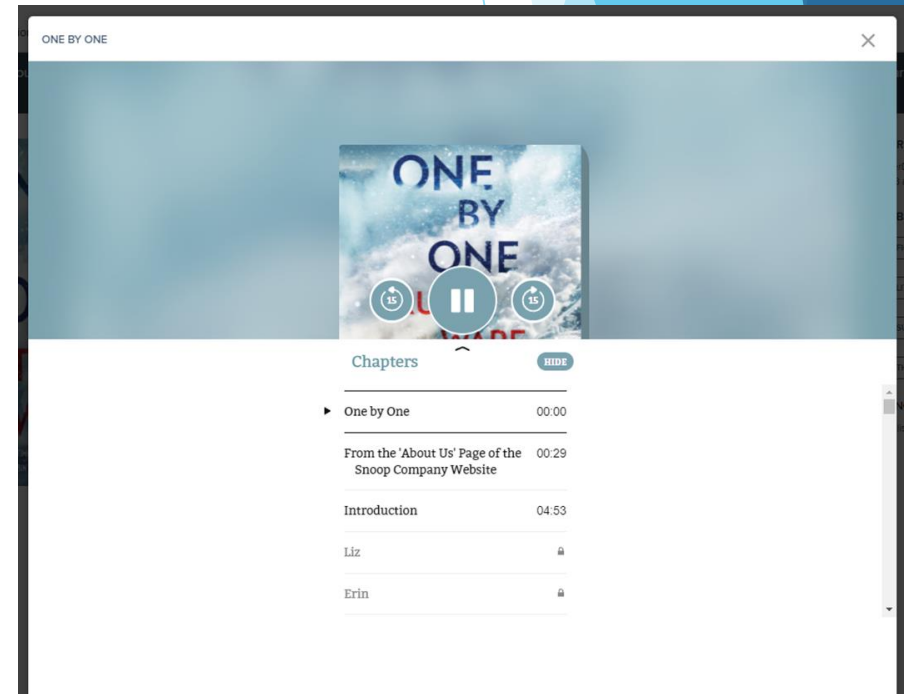 ONE BY ONE
ONE
BY
ONE
15
15
WARE
Chapters
HIDE
One by One 00:00
From the 'About Us' Page of the 00:29
Snoop Company Website
Introduction 04:53
Liz
Erin